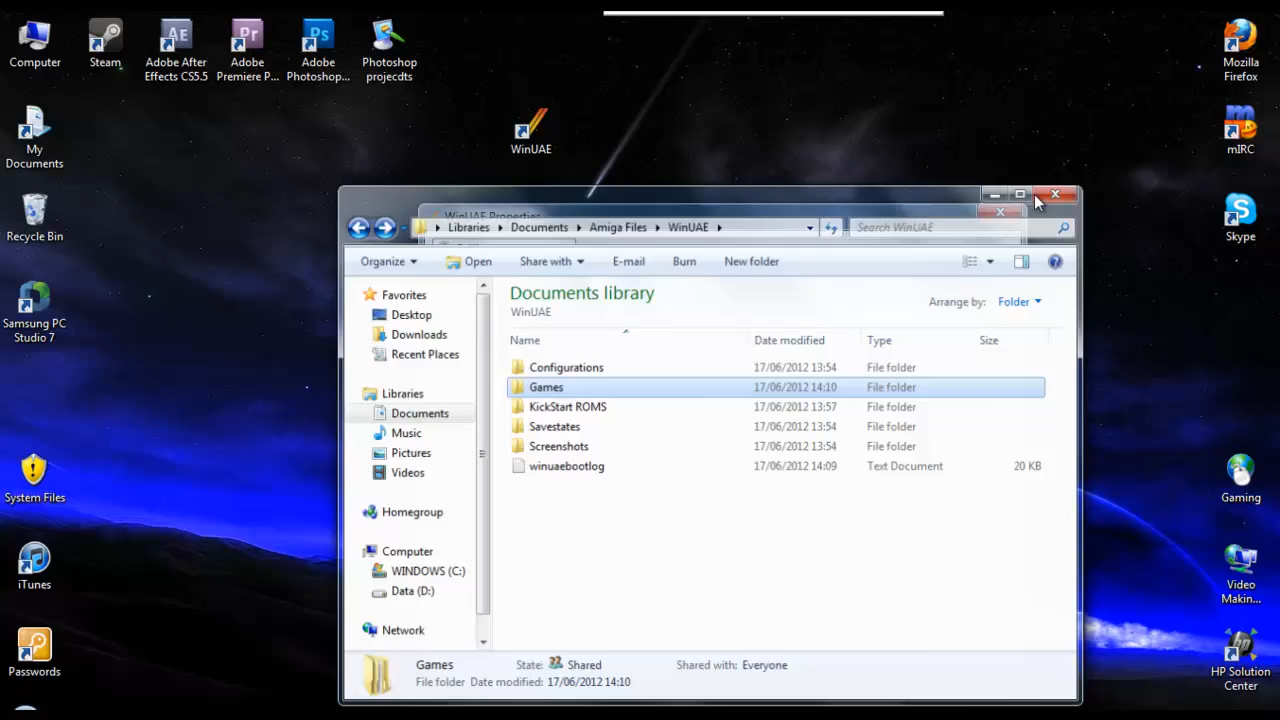 Computer
Steam
Adobe After
Effects CS5.5
Adobe
Premiere P...
Adobe
Photoshop...
Photoshop
projecdts
Mozilla
Firefox
My
Documents
WinUAE
mIRC
Recycle Bin
Skype
Samsung PC
Studio 7
System Files
Gaming
iTunes
Video
Makin...
Passwords
HP Solution
Center
WinUAE Properties
Libraries
Documents
Amiga Files
WinUAE
Search WinUAE
Organize
Open
Share with
E-mail
Burn
New folder
Favorites
Desktop
Downloads
Recent Places
Libraries
Documents
Music
Pictures
Videos
Homegroup
Computer
WINDOWS (C:)
Data (D:)
Network
Documents library
WinUAE
Arrange by: Folder
Name Date modified Type Size
Configurations 17/06/2012 13:54 File folder
Games 17/06/2012 14:10 File folder
KickStart ROMS 17/06/2012 13:57 File folder
Savestates 17/06/2012 13:54 File folder
Screenshots 17/06/2012 13:54 File folder
winuaebootlog 17/06/2012 14:09 Text Document 20 KB
Games State: Shared Shared with: Everyone
File folder Date modified: 17/06/2012 14:10